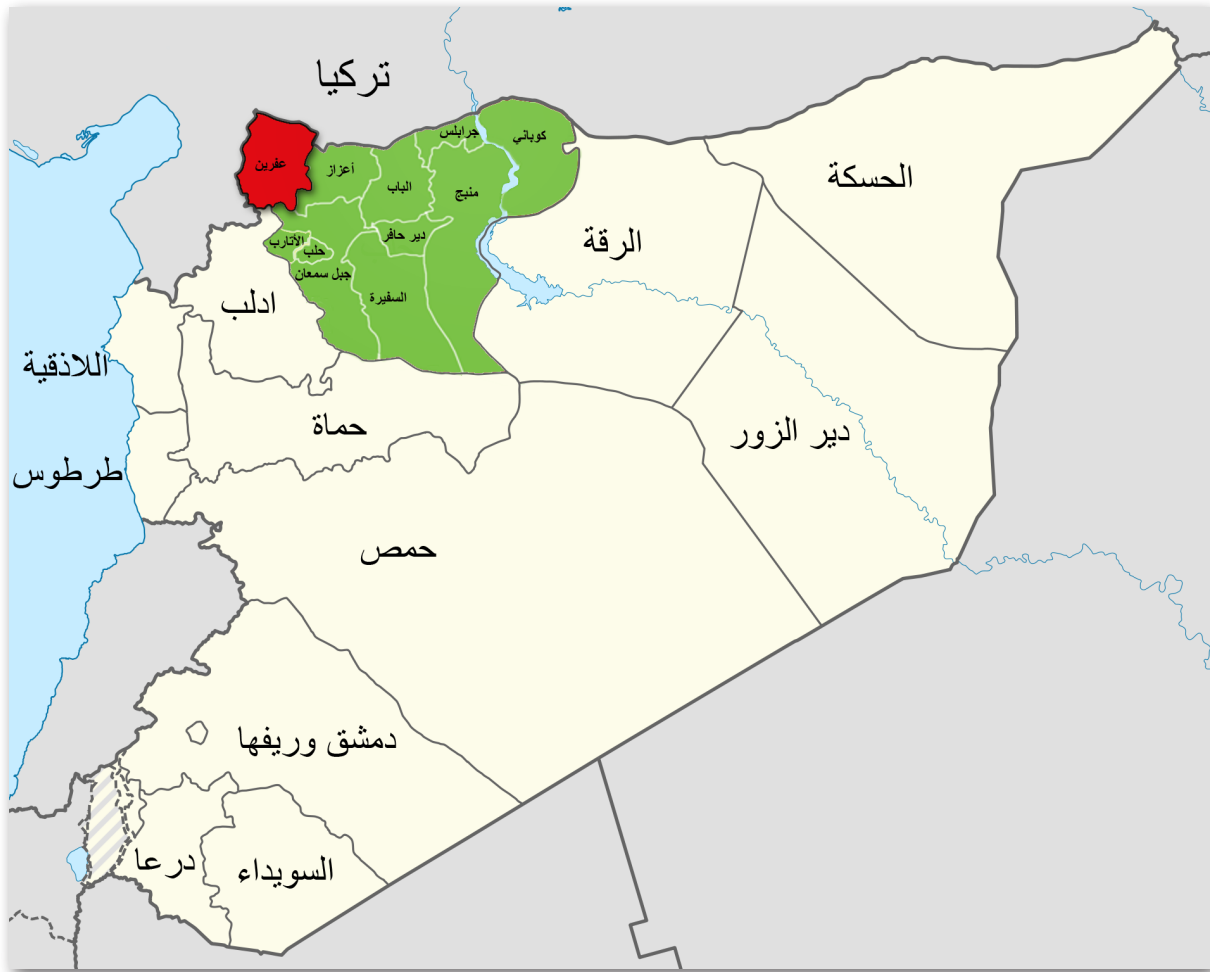 تركيا
عفرين
أعزاز
الباب
جرابلس
منبج
كوباني
الأتارب
حلب
دير حافر
جبل سمعان
السفيرة
الحسكة
الرقة
ادلب
اللاذقية
حماة
دير الزور
طرطوس
حمص
دمشق وريفها
درعا
السويداء